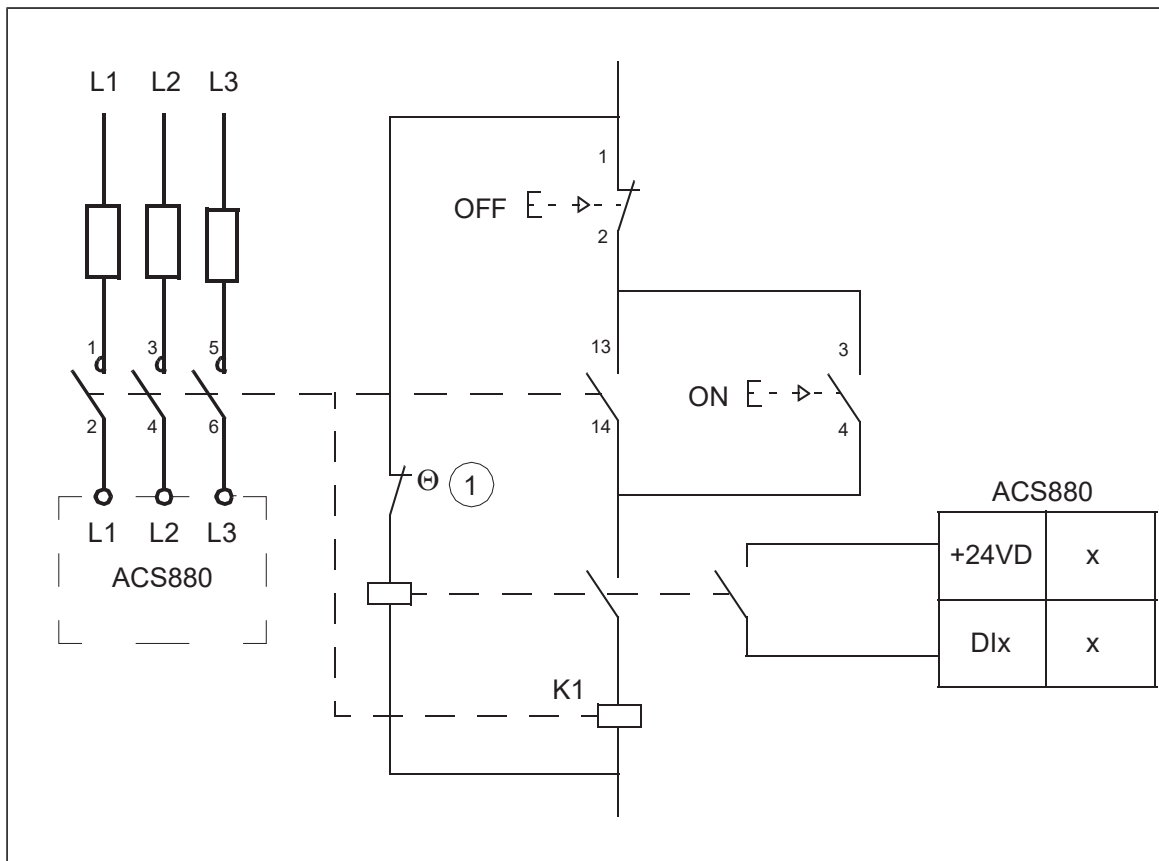 L1 L2 L3
1
OFF
2
1 3 5
13 3
ON
2 4 6
14 4
Θ 1
ACS880
L1 L2 L3
+24VD x
ACS880
DIx x
K1